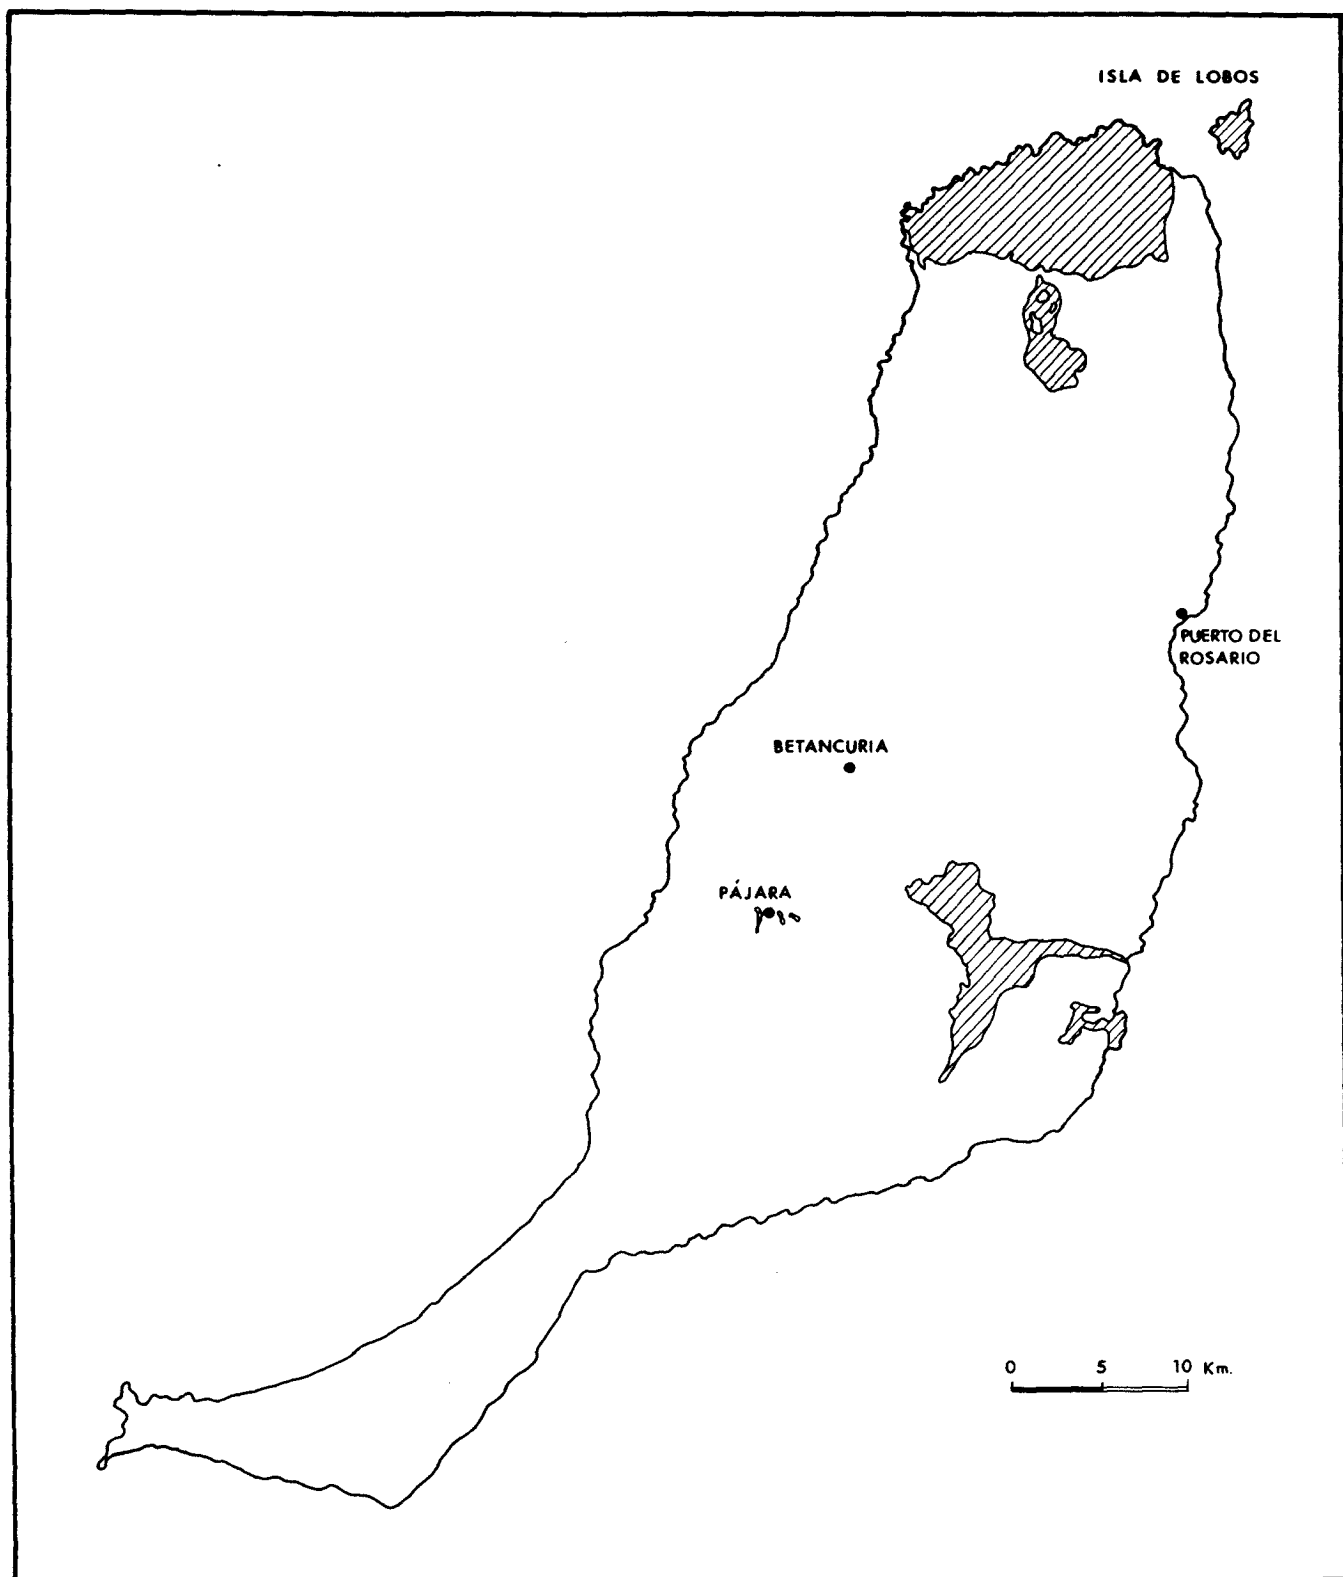 ISLA DE LOBOS
PUERTO DEL
ROSARIO
BETANCURIA
PÁJARA
0 5 10 Km.